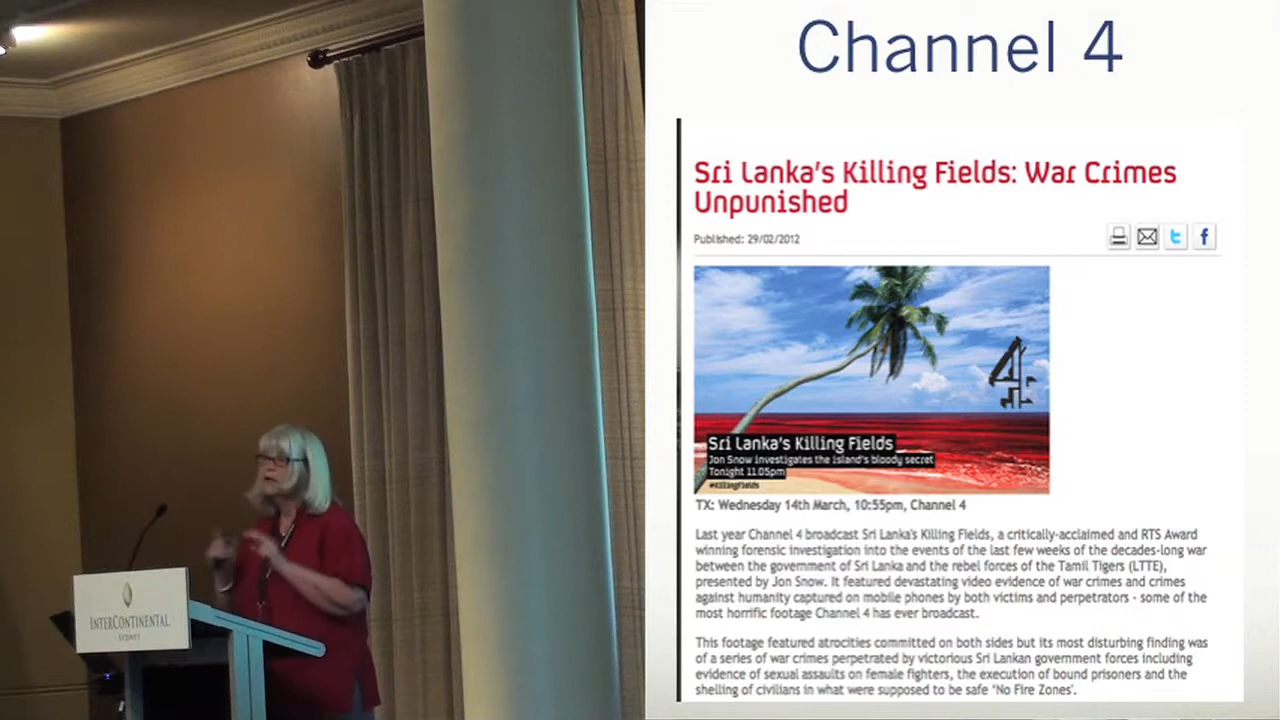 Channel 4
Sri Lanka's Killing Fields: War Crimes
Unpunished
Published: 29/02/2012
Sri Lanka's Killing Fields
Jon Snow investigates the island's bloody secret
Tonight 11.05pm
#KillingFields
TX: Wednesday 14th March, 10:55pm, Channel 4
Last year Channel 4 broadcast Sri Lanka's Killing Fields, a critically-acclaimed and RTS Award
winning forensic investigation into the events of the last few weeks of the decades-long war
between the government of Sri Lanka and the rebel forces of the Tamil Tigers (LTTE),
presented by Jon Snow. It featured devastating video evidence of war crimes and crimes
against humanity captured on mobile phones by both victims and perpetrators - some of the
most horrific footage Channel 4 has ever broadcast.
This footage featured atrocities committed on both sides but its most disturbing finding was
of a series of war crimes perpetrated by victorious Sri Lankan government forces including
evidence of sexual assaults on female fighters, the execution of bound prisoners and the
shelling of civilians in what were supposed to be safe 'No Fire Zones'.
INTERCONTINENTAL
SYDNEY